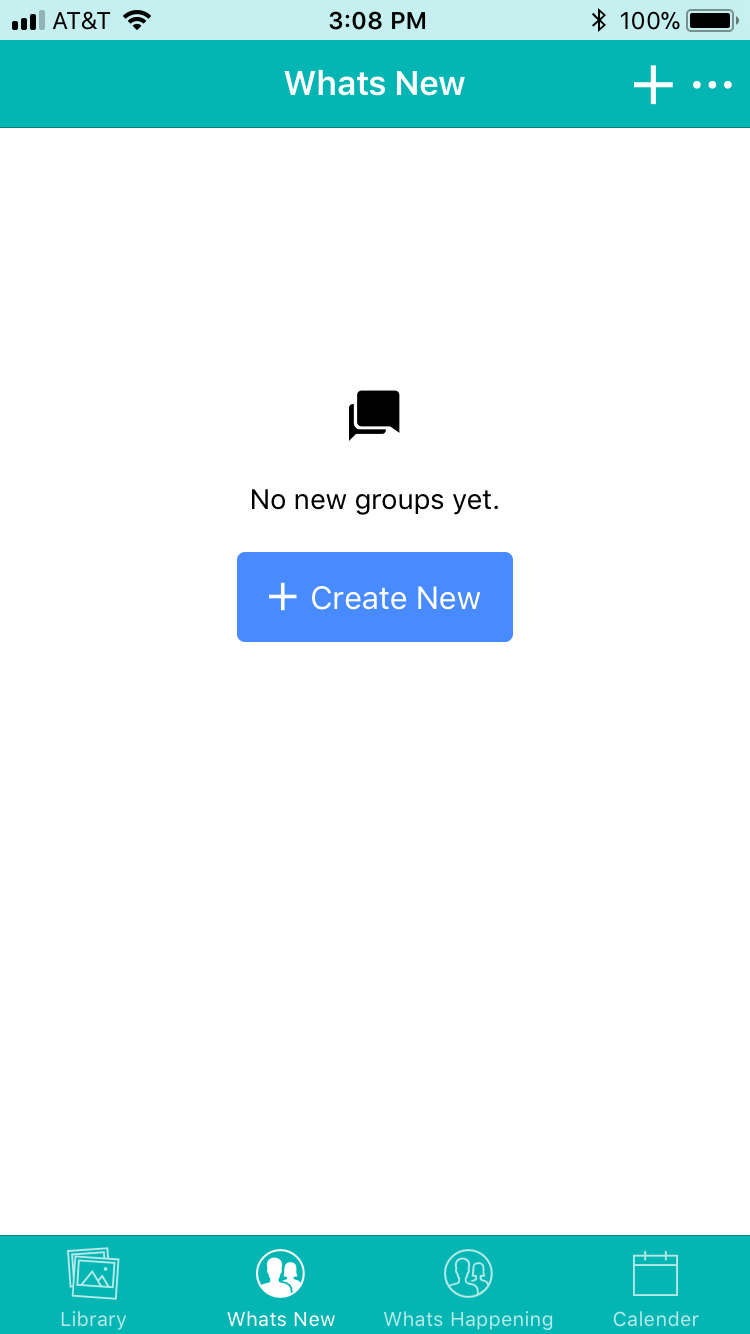 AT&T 3:08 PM 100%
Whats New
No new groups yet.
Create New
Library Whats New Whats Happening Calender